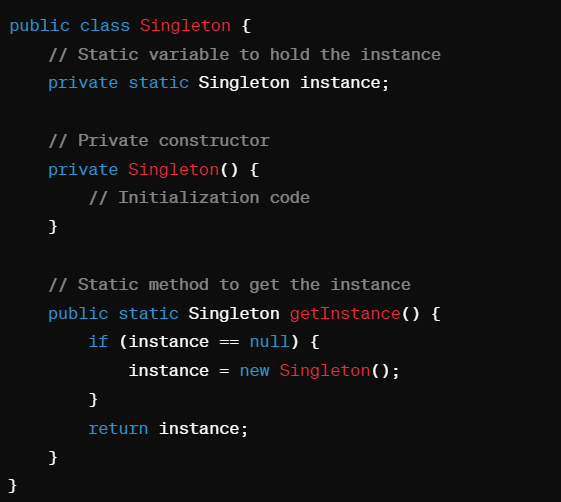 public class Singleton {
    // Static variable to hold the instance
    private static Singleton instance;

    // Private constructor
    private Singleton() {
        // Initialization code
    }

    // Static method to get the instance
    public static Singleton getInstance() {
        if (instance == null) {
            instance = new Singleton();
        }
        return instance;
    }
}